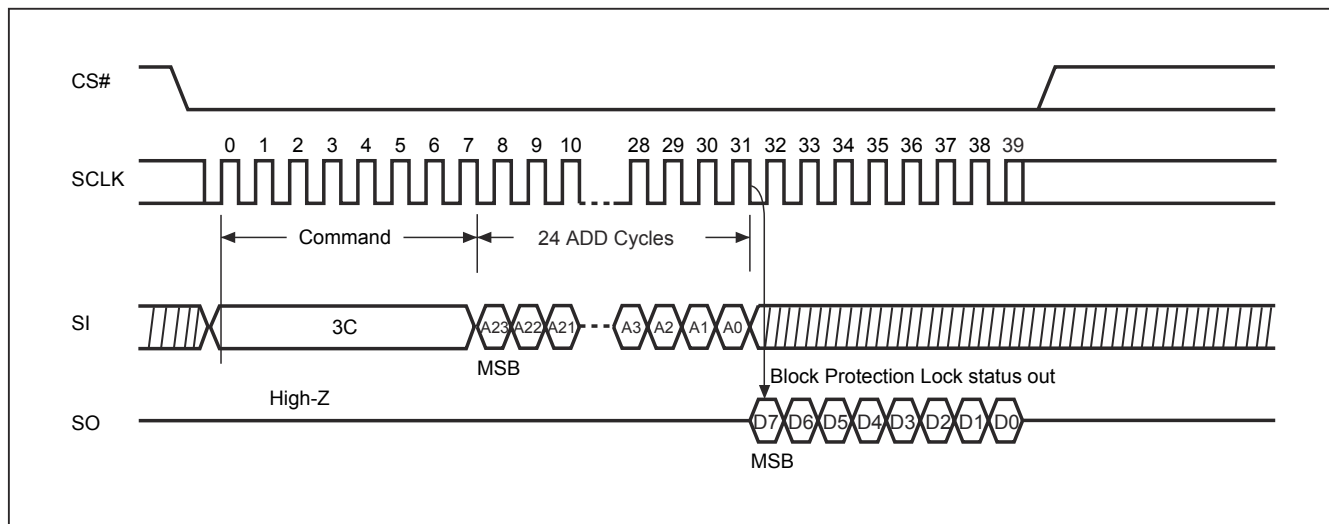 CS#
0 1 2 3 4 5 6 7 8 9 10 28 29 30 31 32 33 34 35 36 37 38 39
SCLK
Command 24 ADD Cycles
SI 3C A23 A22 A21 A3 A2 A1 A0
MSB
Block Protection Lock status out
High-Z
SO D7 D6 D5 D4 D3 D2 D1 D0
MSB